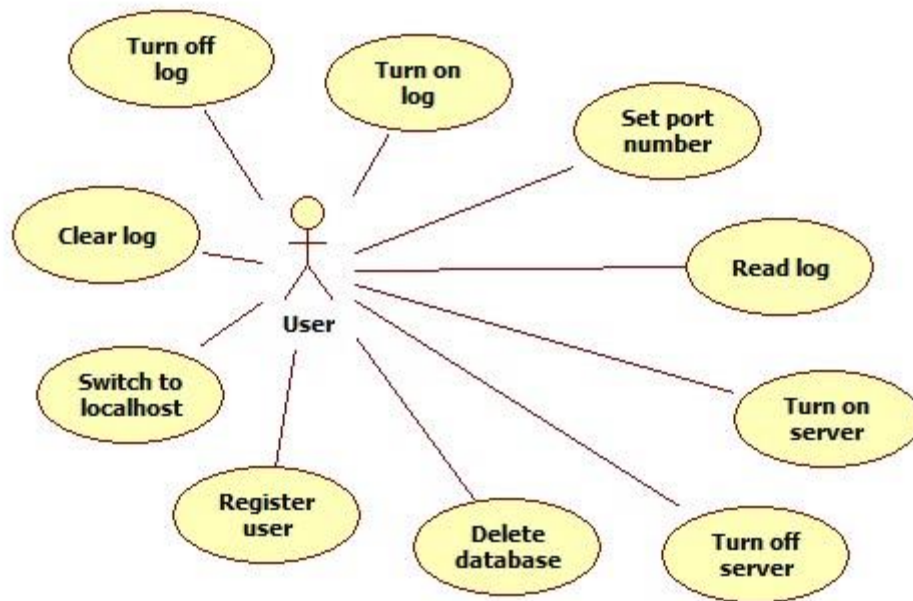 Turn off
log
Turn on
log
Set port
number
Clear log
Read log
User
Switch to
localhost
Turn on
server
Register
user
Delete
database
Turn off
server